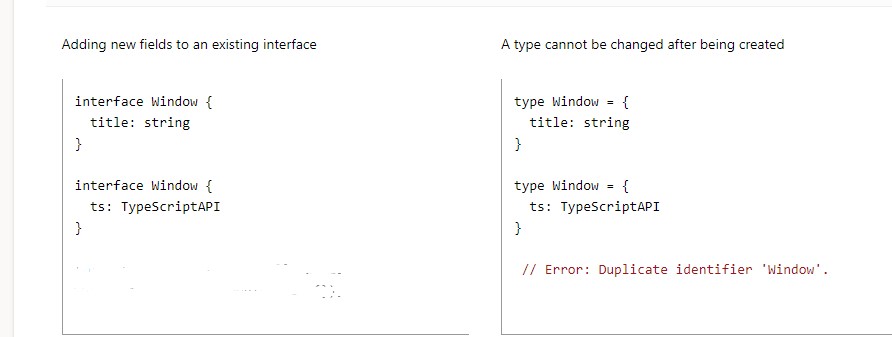 Adding new fields to an existing interface
interface Window {
  title: string
}
interface Window {
  ts: TypeScriptAPI
}
A type cannot be changed after being created
type Window = {
  title: string
}
type Window = {
  ts: TypeScriptAPI
}
// Error: Duplicate identifier 'Window'.